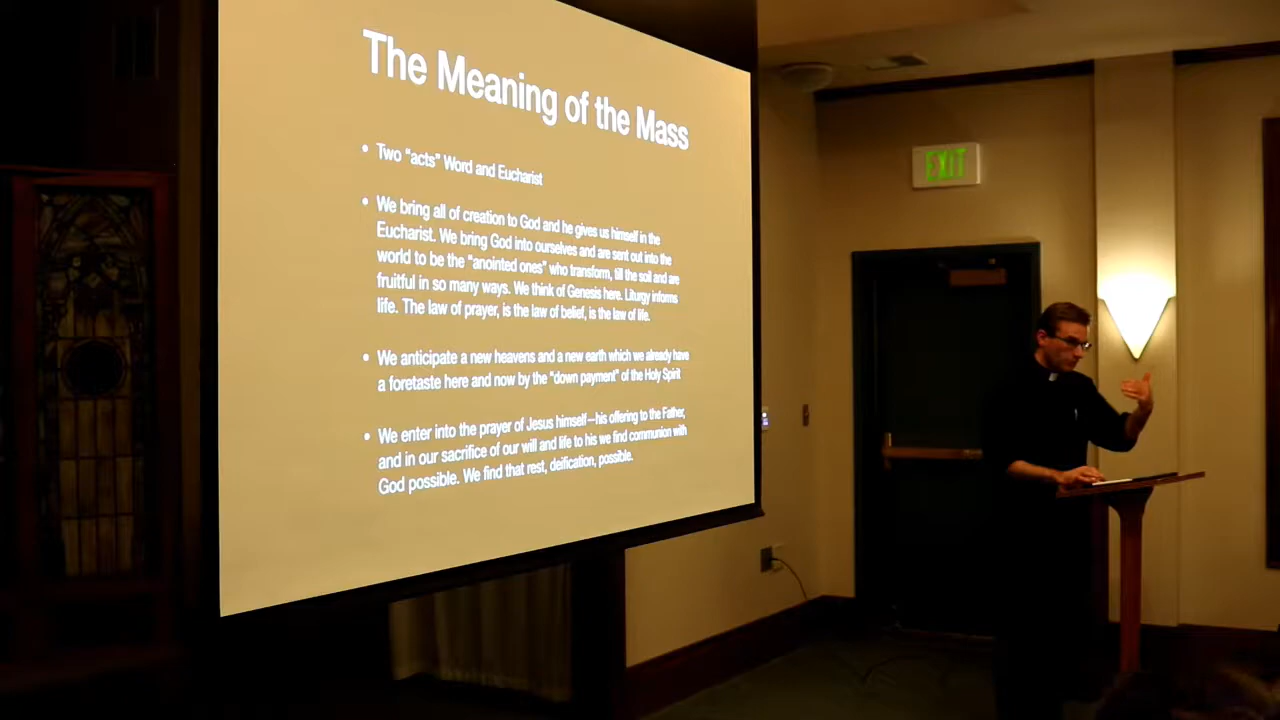 The Meaning of the Mass
• Two "acts" Word and Eucharist
• We bring all of creation to God and he gives us himself in the
Eucharist. We bring God into ourselves and are sent out into the
world to be the "anointed ones" who transform, till the soil and are
fruitful in so many ways. We think of Genesis here. Liturgy informs
life. The law of prayer, is the law of belief, is the law of life.
• We anticipate a new heavens and a new earth which we already have
a foretaste here and now by the "down payment" of the Holy Spirit
• We enter into the prayer of Jesus himself—his offering to the Father,
and in our sacrifice of our will and life to his we find communion with
God possible. We find that rest, deification, possible.
EXIT